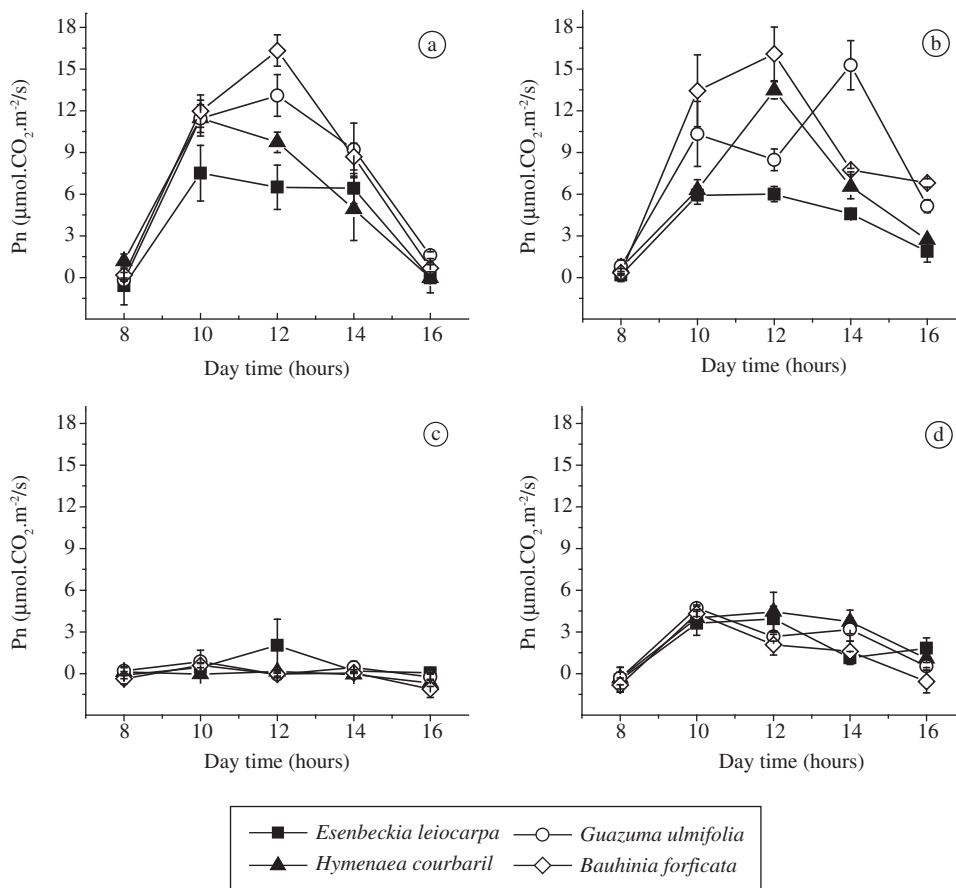 18
15
12
9
6
3
0
Pn (μmol.CO₂.m⁻²/s)
a
8 10 12 14 16
Day time (hours)
18
15
12
9
6
3
0
Pn (μmol.CO₂.m⁻²/s)
b
8 10 12 14 16
Day time (hours)
18
15
12
9
6
3
0
Pn (μmol.CO₂.m⁻²/s)
c
8 10 12 14 16
Day time (hours)
18
15
12
9
6
3
0
Pn (μmol.CO₂.m⁻²/s)
d
8 10 12 14 16
Day time (hours)
Esenbeckia leiocarpa Guazuma ulmifolia
Hymenaea courbaril Bauhinia forficata